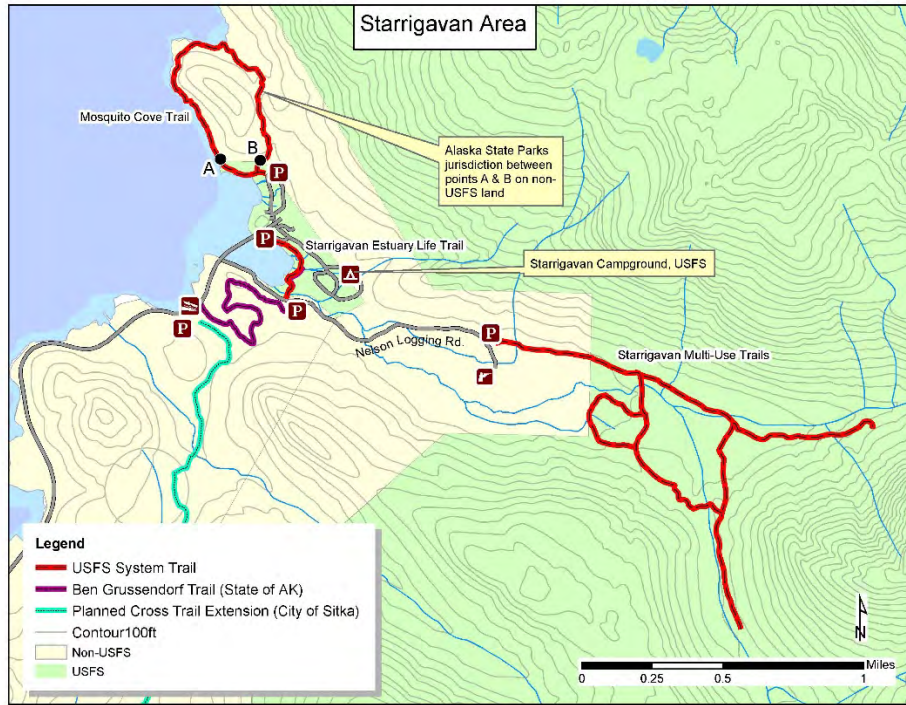 Starrigavan Area
Mosquito Cove Trail
A
B
P
Alaska State Parks
jurisdiction between
points A & B on non-
USFS land
P
Starrigavan Estuary Life Trail
Starrigavan Campground, USFS
P
P
P
Nelson Logging Rd.
Starrigavan Multi-Use Trails
Legend
USFS System Trail
Ben Grussendorf Trail (State of AK)
Planned Cross Trail Extension (City of Sitka)
Contour100ft
Non-USFS
USFS
N
Miles
0 0.25 0.5 1